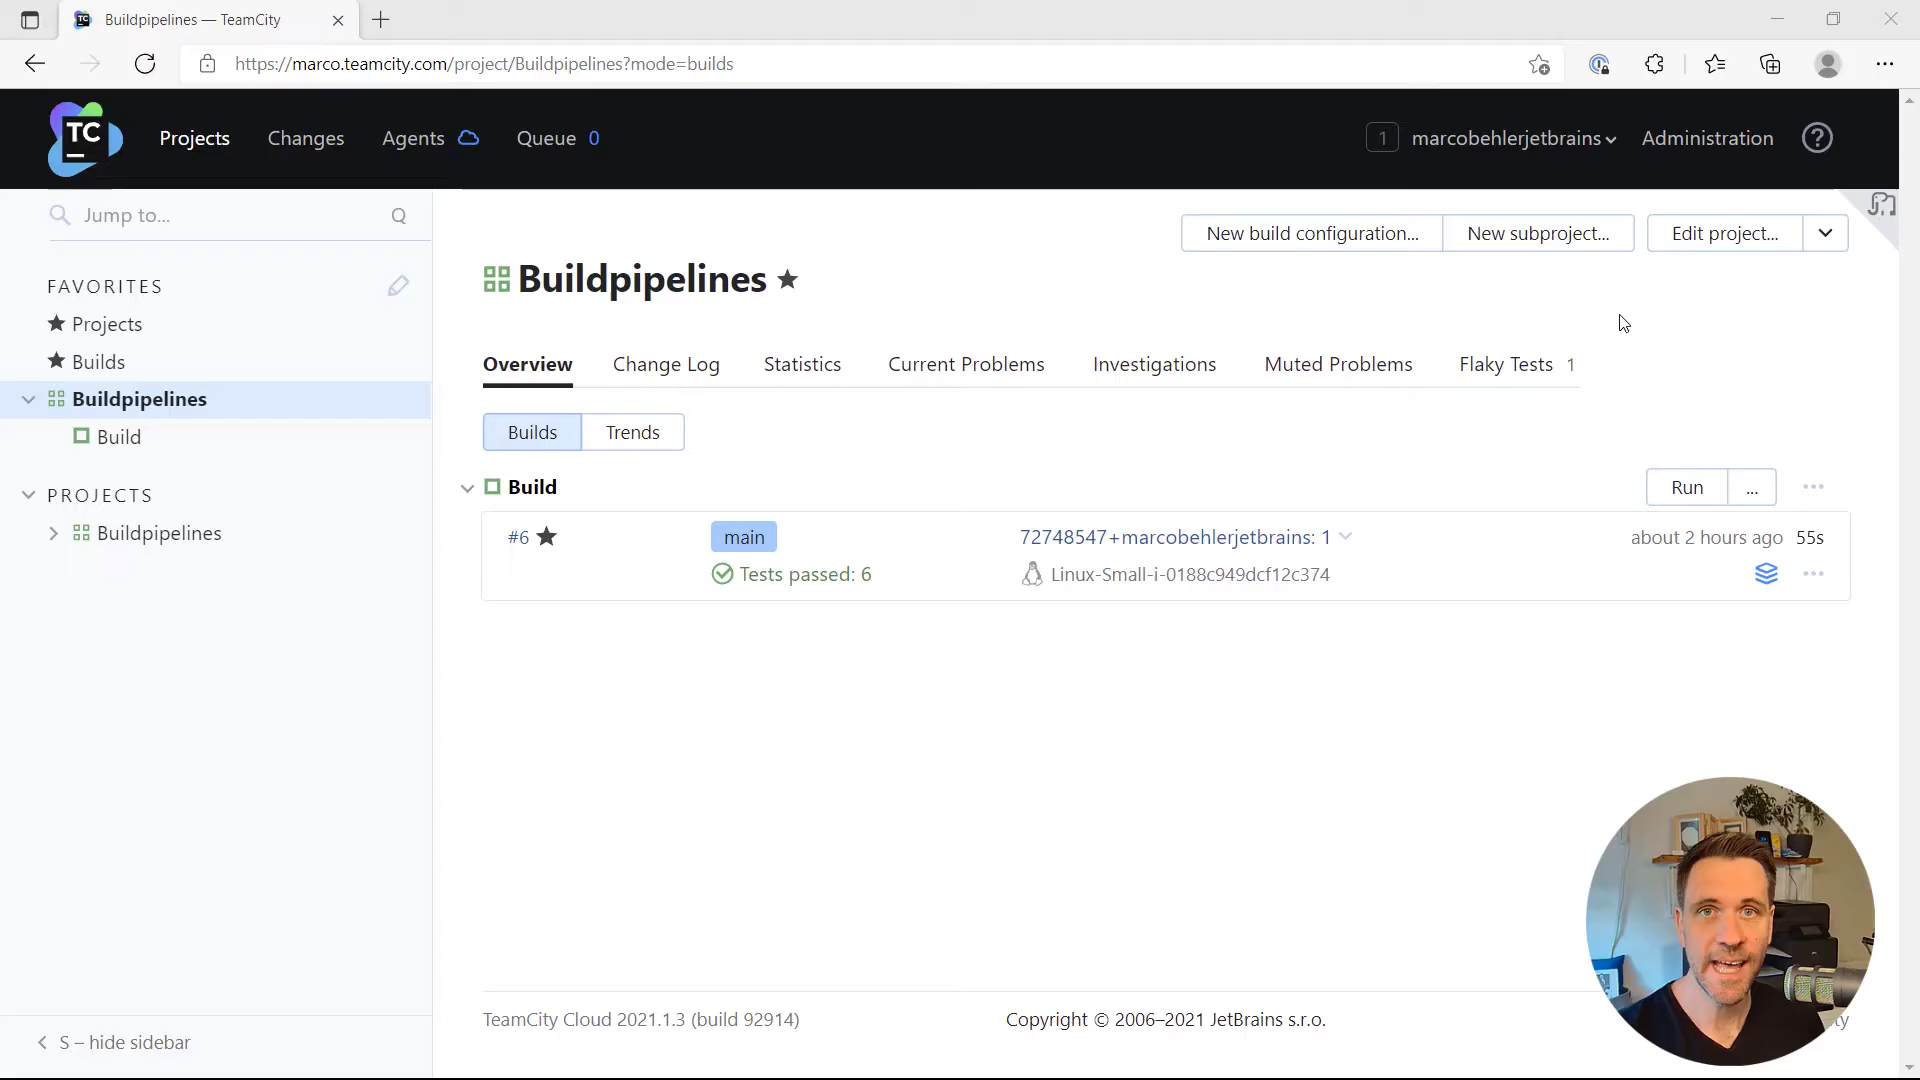 Buildpipelines — TeamCity
https://marco.teamcity.com/project/Buildpipelines?mode=builds
TC
Projects
Changes
Agents
Queue 0
1
marcobehlerjetbrains
Administration
?
Jump to...
Q
New build configuration...
New subproject...
Edit project...
FAVORITES
Projects
Builds
Buildpipelines
Build
PROJECTS
Buildpipelines
S – hide sidebar
Buildpipelines
Overview
Change Log
Statistics
Current Problems
Investigations
Muted Problems
Flaky Tests 1
Builds
Trends
Build
Run
...
#6
main
72748547+marcobehlerjetbrains: 1
about 2 hours ago 55s
Tests passed: 6
Linux-Small-i-0188c949dcf12c374
TeamCity Cloud 2021.1.3 (build 92914)
Copyright © 2006–2021 JetBrains s.r.o.